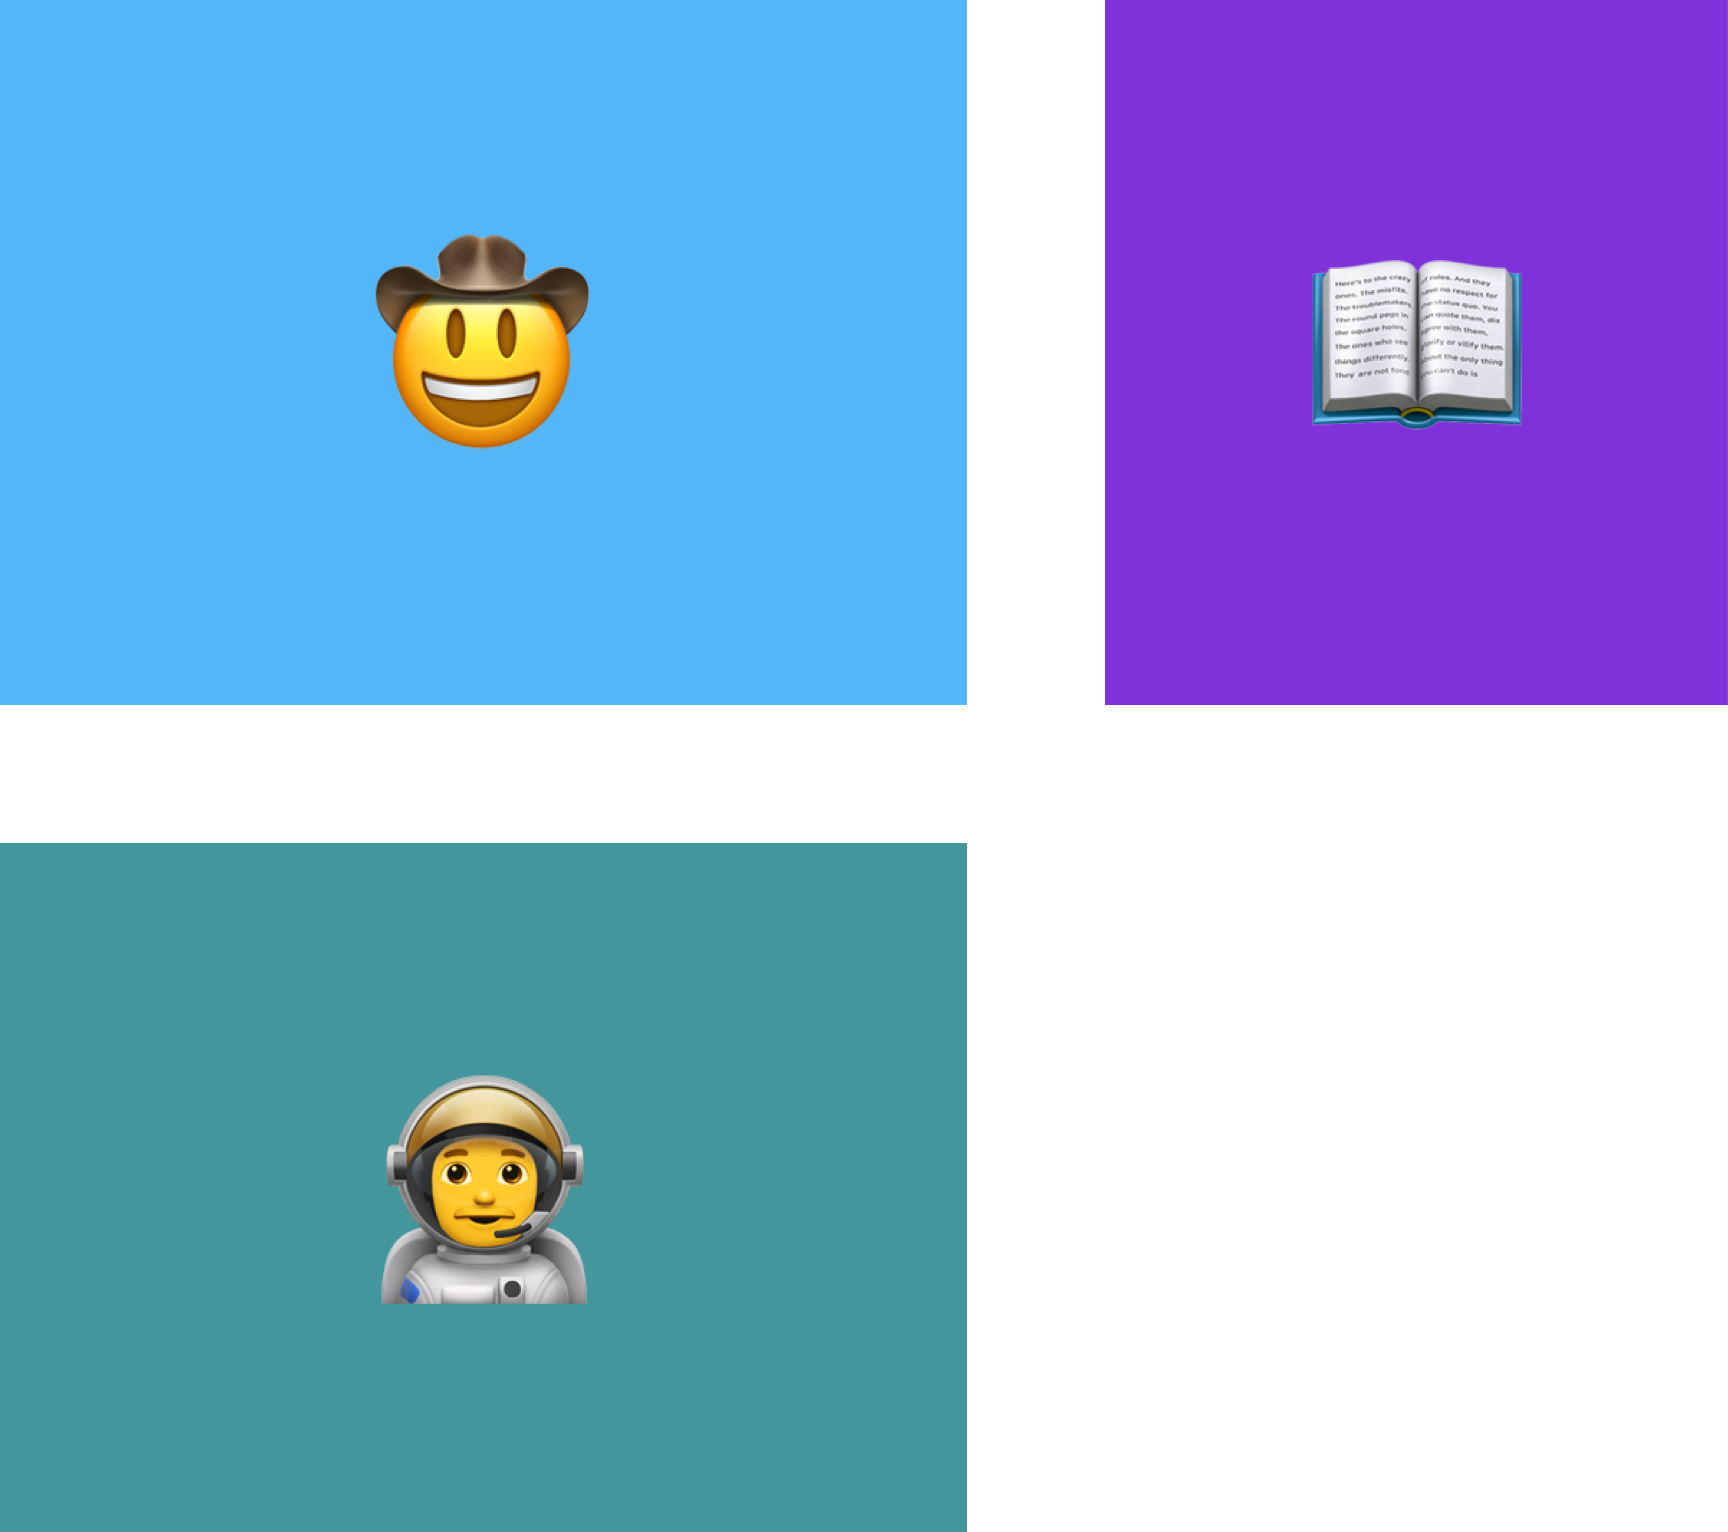 Here's to the crazy
ones. The misfits.
The troublemakers.
The round pegs in
the square holes.
The ones who see
things differently.
They are not fond
of rules. And they
have no respect for
the status quo. You
can quote them, dis
agree with them,
glorify or vilify them.
About the only thing
you can't do is